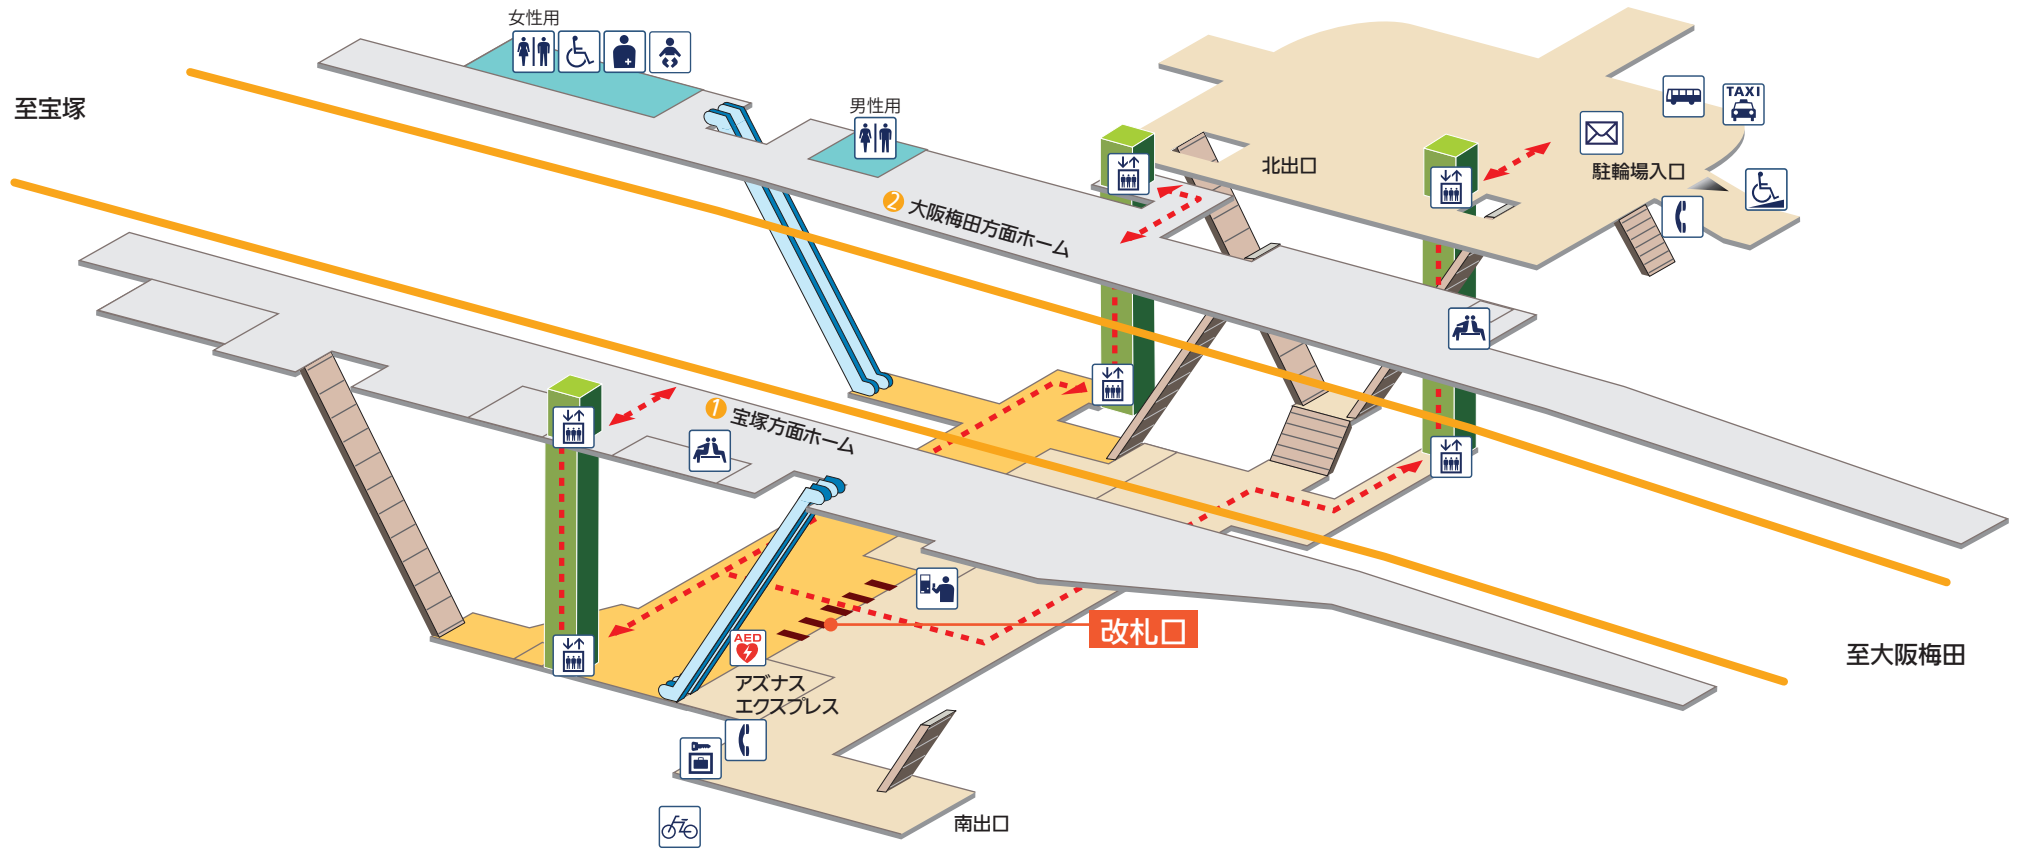 女性用
至宝塚
男性用
TAXI
北出口
駐輪場入口
2 大阪梅田方面ホーム
1 宝塚方面ホーム
AED
改札口
アズナス
エクスプレス
至大阪梅田
南出口